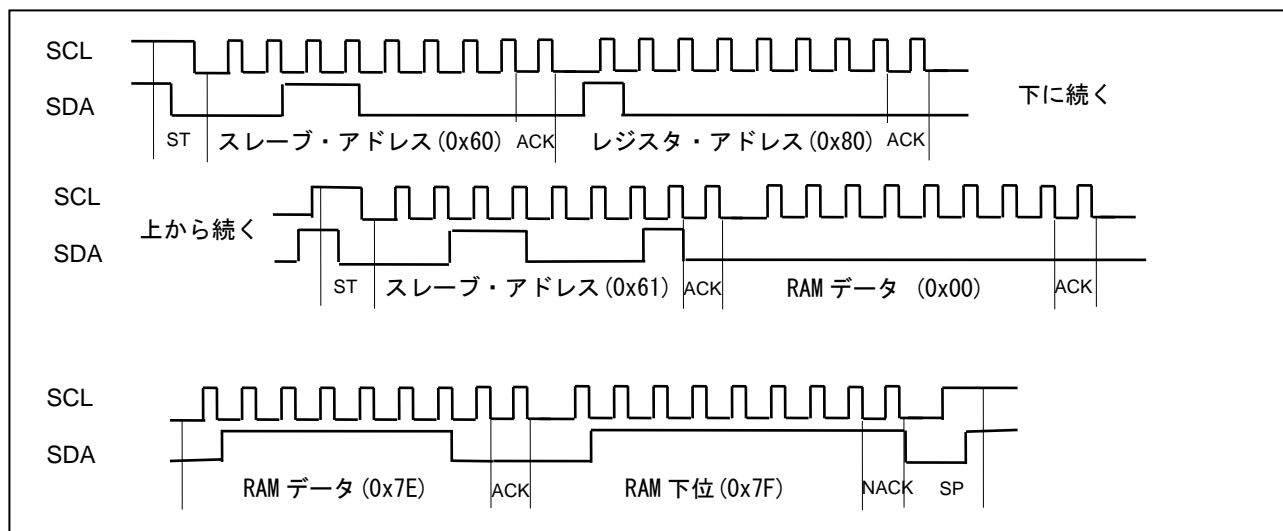 SCL
SDA
下に続く
ST スレーブ・アドレス(0x60) ACK レジスタ・アドレス(0x80) ACK
SCL
上から続く
SDA
ST スレーブ・アドレス(0x61) ACK RAM データ (0x00) ACK
SCL
SDA
RAM データ(0x7E) ACK RAM 下位(0x7F) NACK SP